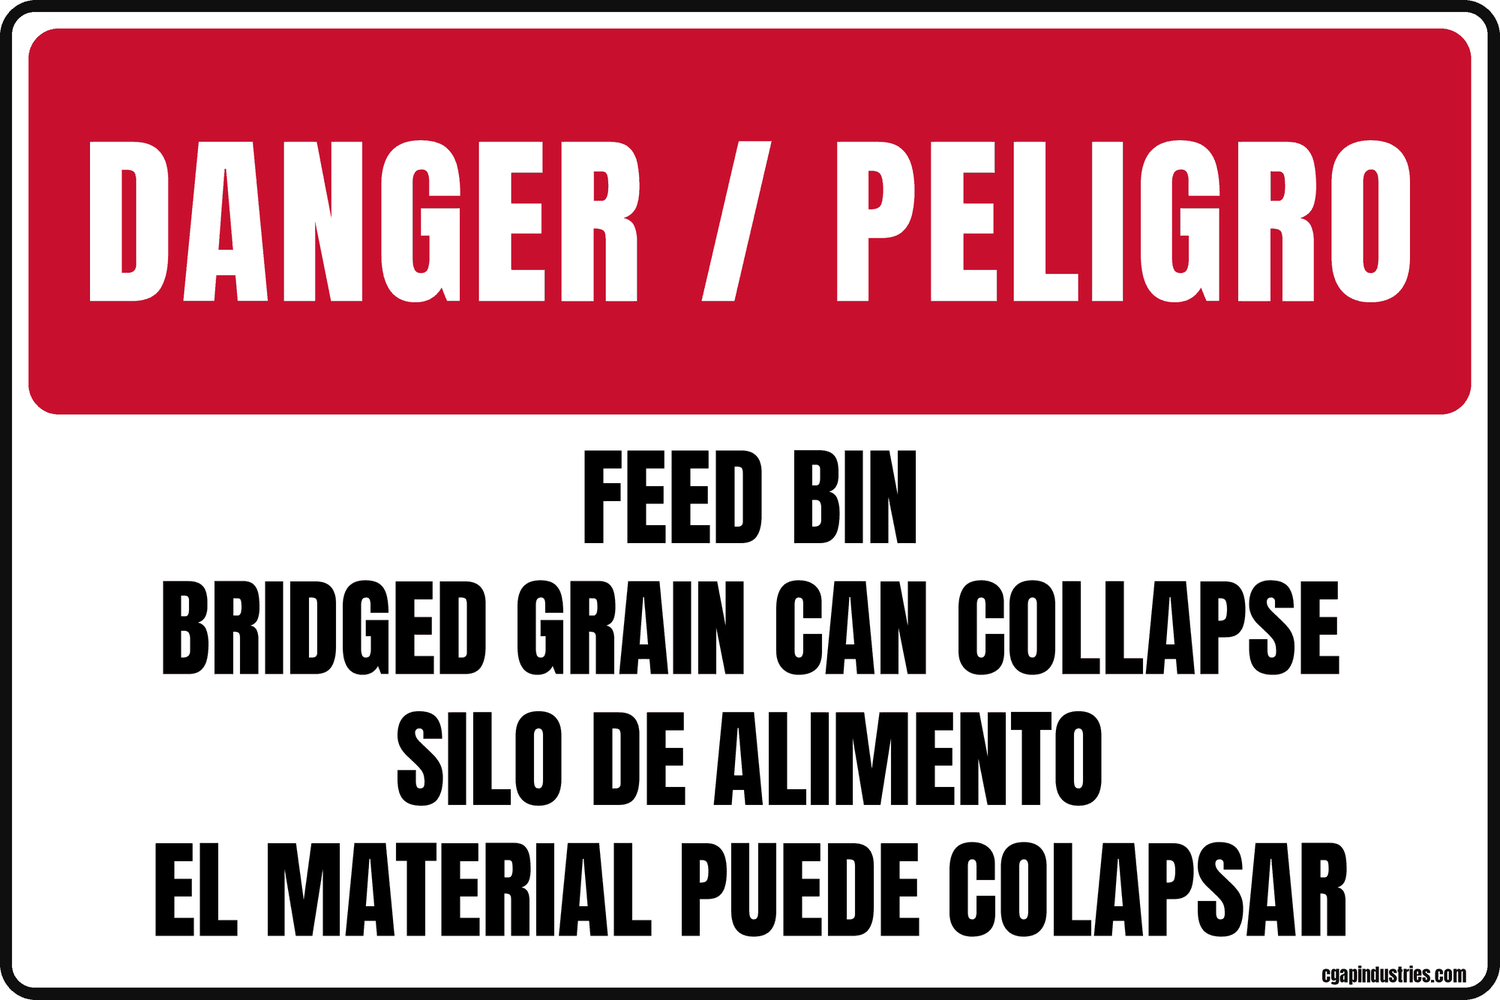 DANGER / PELIGRO
FEED BIN
BRIDGED GRAIN CAN COLLAPSE
SILO DE ALIMENTO
EL MATERIAL PUEDE COLAPSAR
cgapindustries.com